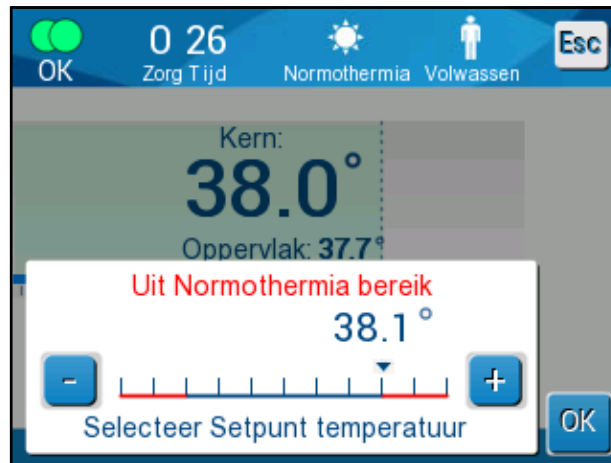 OK
0 26
Zorg Tijd
Normothermia
Volwassen
Esc
Kern:
38.0°
Oppervlak: 37.7°
Uit Normothermia bereik
38.1°
- +
Selecteer Setpunt temperatuur
OK